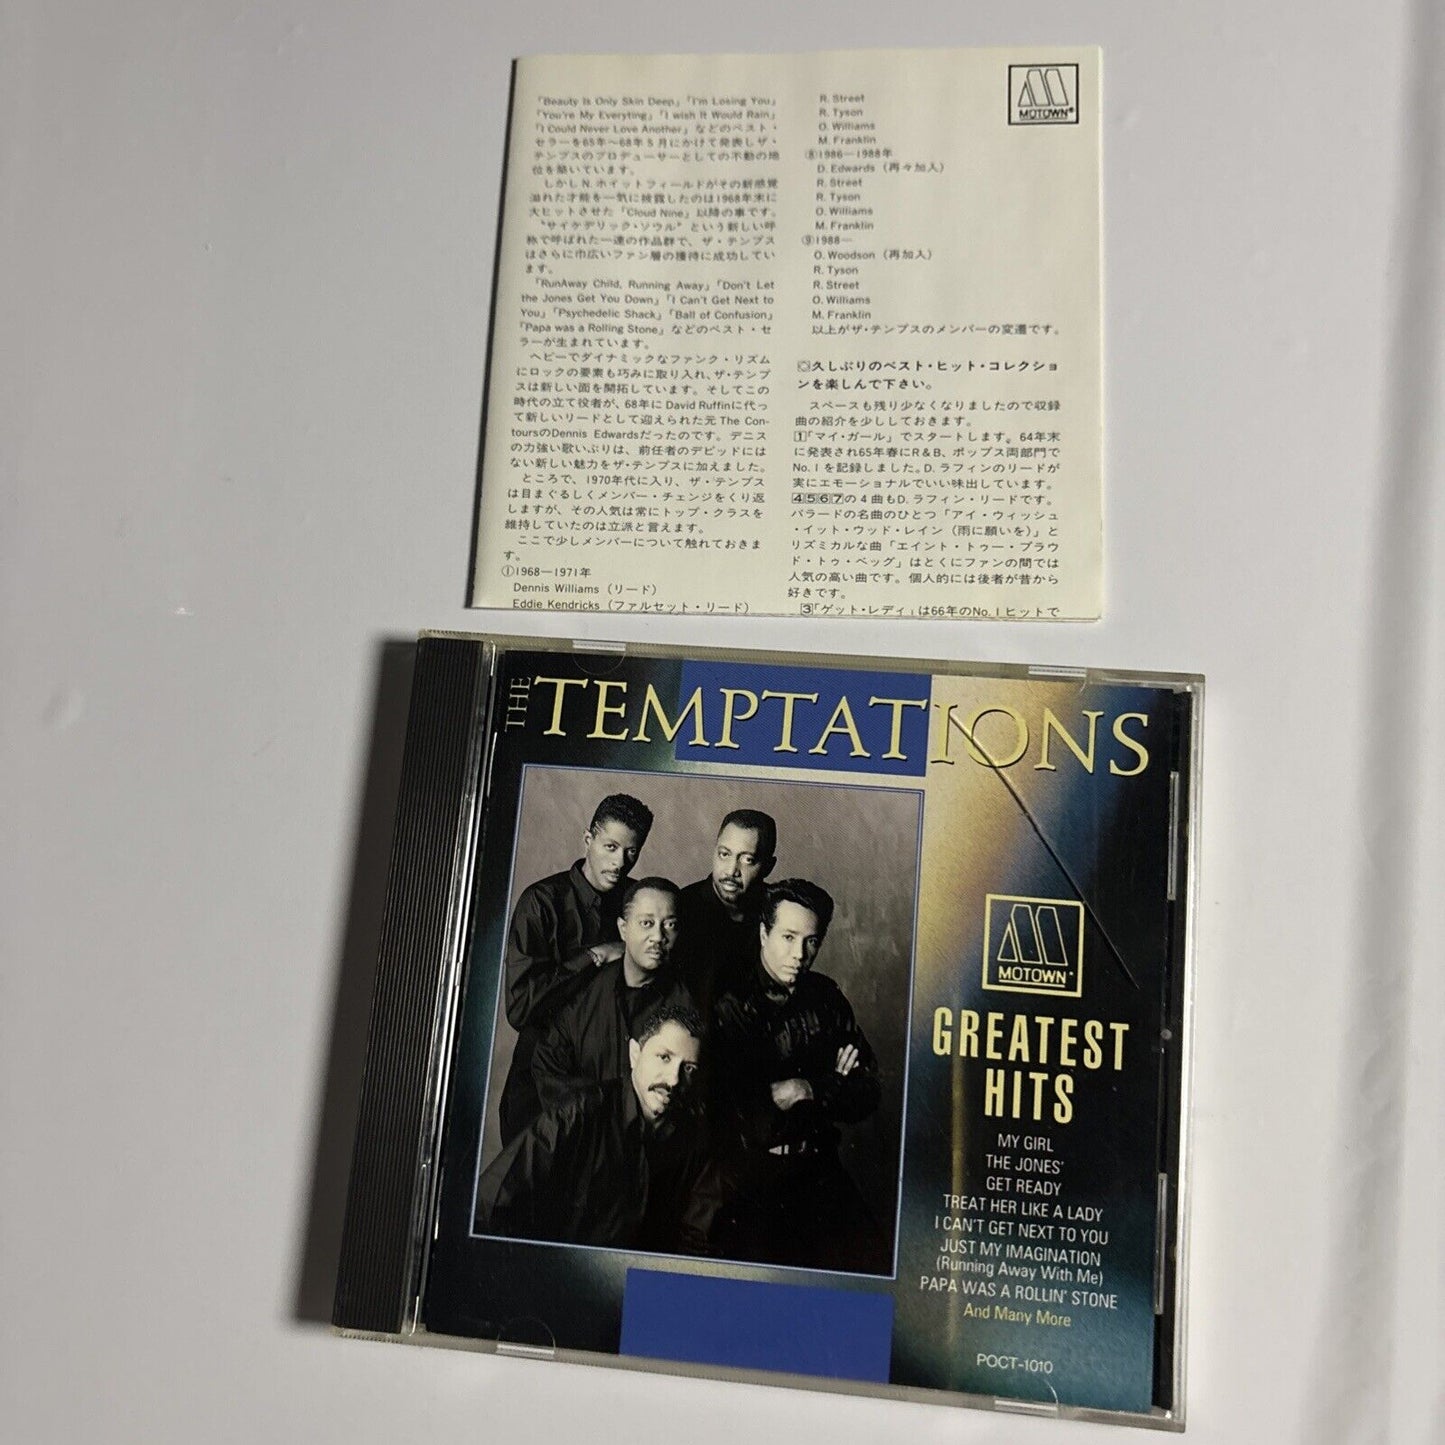 「Beauty Is Only Skin Deep」「I'm Losing You」
「You're My Everyting」「I wish It Would Rain」
「I Could Never Love Another」などのベスト・
セラーを65年〜68年5月にかけて発表しザ・
テンプスのプロデューサーとしての不動の地
位を築いています。
しかしN.ホイットフィールドがその新感覚
溢れた才能を一気に披露したのは1968年末に
大ヒットさせた「Cloud Nine」以降の事です。
"サイケデリック・ソウル"という新しい呼
称で呼ばれた一連の作品群で、ザ・テンプス
はさらに巾広いファン層の獲得に成功してい
ます。
「RunAway Child, Running Away」「Don't Let
the Jones Get You Down」「I Can't Get Next to
You」「Psychedelic Shack」「Ball of Confusion」
「Papa was a Rolling Stone」などのベスト・セ
ラーが生まれています。
ヘビーでダイナミックなファンク・リズム
にロックの要素も巧みに取り入れ、ザ・テンプ
スは新しい面を開拓しています。そしてこの
時代の立て役者が、68年にDavid Ruffinに代っ
て新しいリードとして迎えられた元The Con-
toursのDennis Edwardsだったのです。デニス
の力強い歌いぶりは、前任者のデビッドには
ない新しい魅力をザ・テンプスに加えました。
ところで、1970年代に入り、ザ・テンプス
は目まぐるしくメンバー・チェンジをくり返
しますが、その人気は常にトップ・クラスを
維持していたのは立派と言えます。
ここで少しメンバーについて触れておきま
す。
①1968—1971年
Dennis Williams(リード)
Eddie Kendricks(ファルセット・リード)
R. Street
R. Tyson
O. Williams
M. Franklin
⑧1986—1988年
D. Edwards(再々加入)
R. Street
R. Tyson
O. Williams
M. Franklin
⑨1988—
O. Woodson(再加入)
R. Tyson
R. Street
O. Williams
M. Franklin
以上がザ・テンプスのメンバーの変遷です。
◎久しぶりのベスト・ヒット・コレクショ
ンを楽しんで下さい。
スペースも残り少なくなりましたので収録
曲の紹介を少ししておきます。
1「マイ・ガール」でスタートします。64年末
に発表され65年春にR&B、ポップス両部門で
No.1を記録しました。D.ラフィンのリードが
実にエモーショナルでいい味出しています。
4567の4曲もD.ラフィン・リードです。
バラードの名曲のひとつ「アイ・ウィッシュ
・イット・ウッド・レイン(雨に願いを)」と
リズミカルな曲「エイント・トゥー・プラウ
ド・トゥ・ベッグ」はとくにファンの間では
人気の高い曲です。個人的には後者が昔から
好きです。
3「ゲット・レディ」は66年のNo.1ヒットで
MOTOWN®
THE TEMPTATIONS
MOTOWN
GREATEST
HITS
MY GIRL
THE JONES'
GET READY
TREAT HER LIKE A LADY
I CAN'T GET NEXT TO YOU
JUST MY IMAGINATION
(Running Away With Me)
PAPA WAS A ROLLIN' STONE
And Many More
POCT-1010